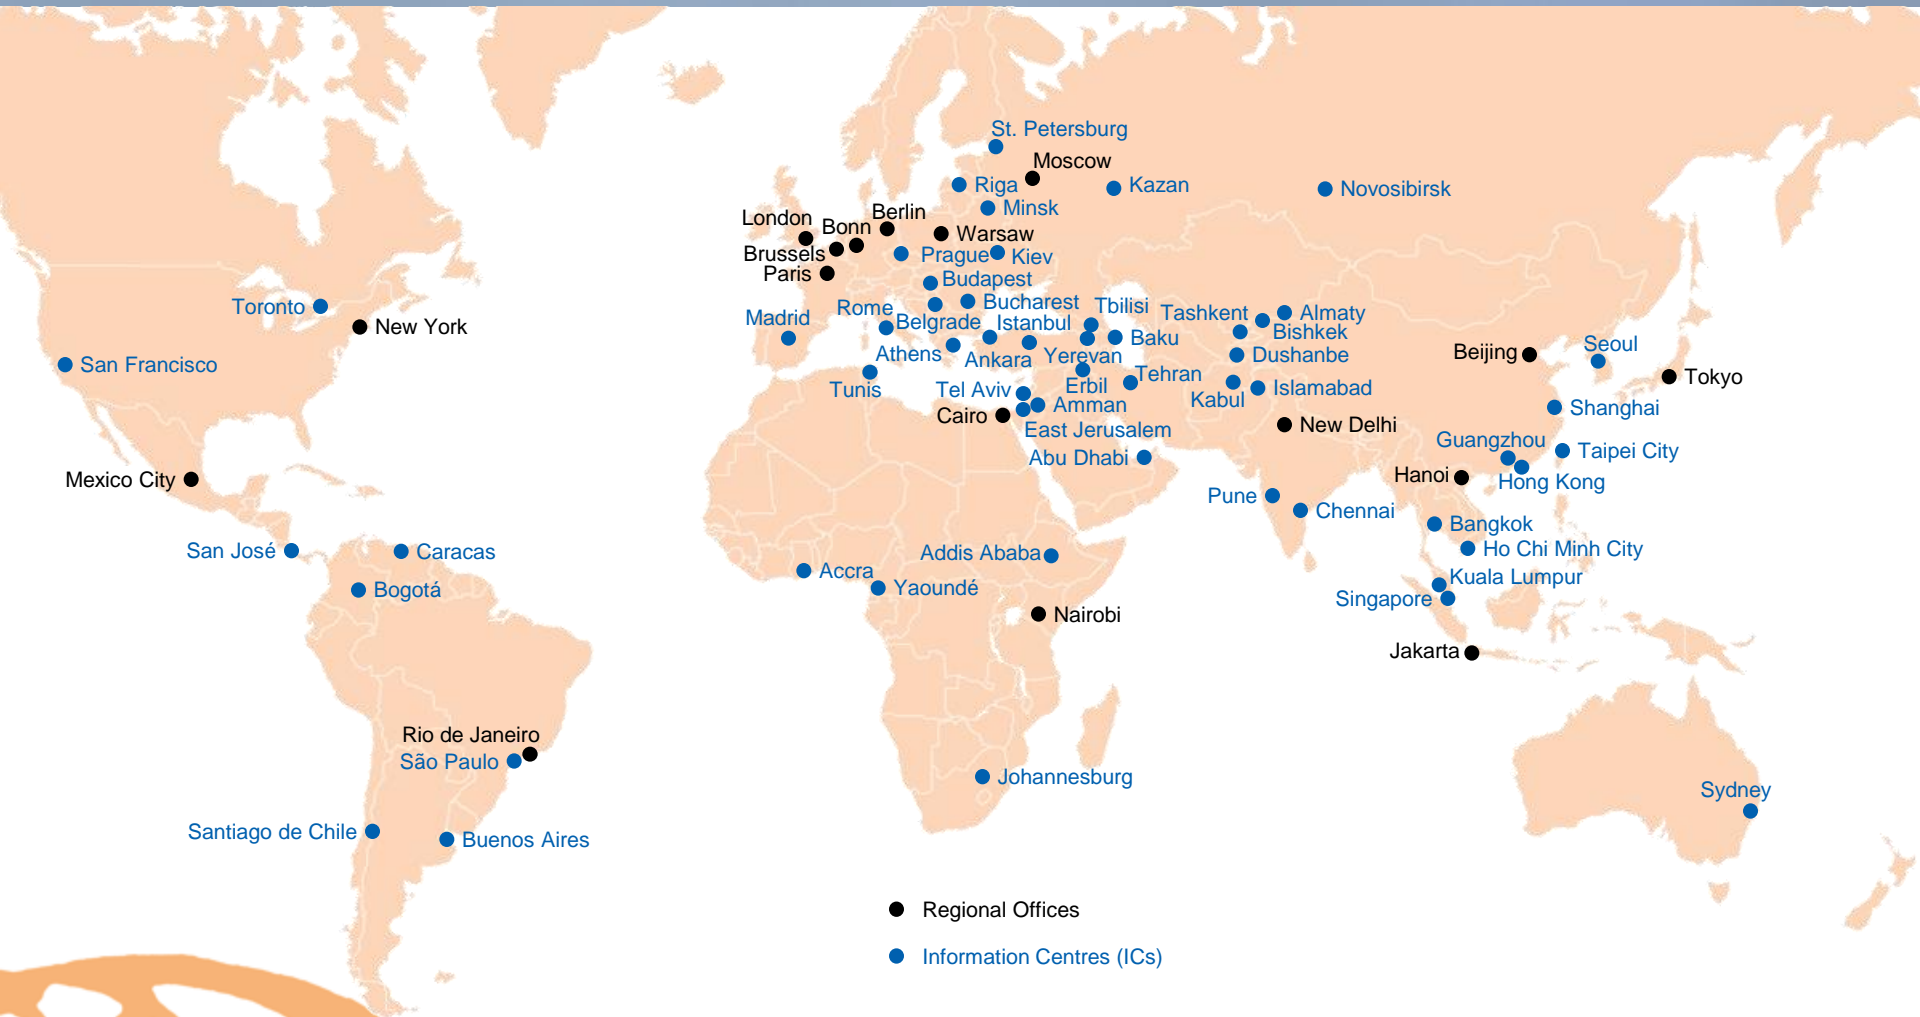 St. Petersburg
Moscow
Riga
Kazan
Novosibirsk
Minsk
London
Berlin
Bonn
Warsaw
Brussels
Prague
Kiev
Paris
Budapest
Toronto
Rome
Bucharest
Tbilisi
Tashkent
Almaty
New York
Madrid
Belgrade
Istanbul
Bishkek
Baku
San Francisco
Athens
Ankara
Yerevan
Dushanbe
Beijing
Seoul
Tunis
Tel Aviv
Erbil
Tehran
Kabul
Islamabad
Tokyo
Cairo
Amman
Shanghai
East Jerusalem
New Delhi
Guangzhou
Taipei City
Abu Dhabi
Mexico City
Hanoi
Hong Kong
Pune
Chennai
Bangkok
San José
Caracas
Addis Ababa
Ho Chi Minh City
Bogotá
Accra
Yaoundé
Kuala Lumpur
Singapore
Nairobi
Jakarta
Rio de Janeiro
São Paulo
Johannesburg
Sydney
Santiago de Chile
Buenos Aires
Regional Offices
Information Centres (ICs)